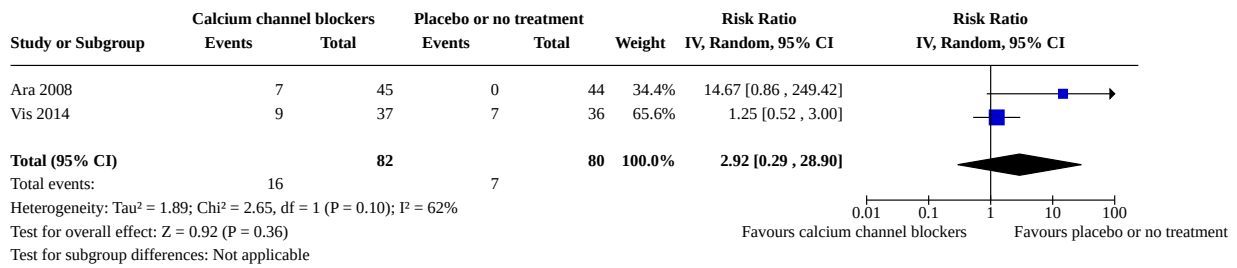 Calcium channel blockers Placebo or no treatment Risk Ratio Risk Ratio
Study or Subgroup Events Total Events Total Weight IV, Random, 95% CI IV, Random, 95% CI
Ara 2008 7 45 0 44 34.4% 14.67 [0.86 , 249.42]
Vis 2014 9 37 7 36 65.6% 1.25 [0.52 , 3.00]
Total (95% CI) 82 80 100.0% 2.92 [0.29 , 28.90]
Total events: 16 7
Heterogeneity: Tau² = 1.89; Chi² = 2.65, df = 1 (P = 0.10); I² = 62%
0.01 0.1 1 10 100
Test for overall effect: Z = 0.92 (P = 0.36)
Favours calcium channel blockers Favours placebo or no treatment
Test for subgroup differences: Not applicable